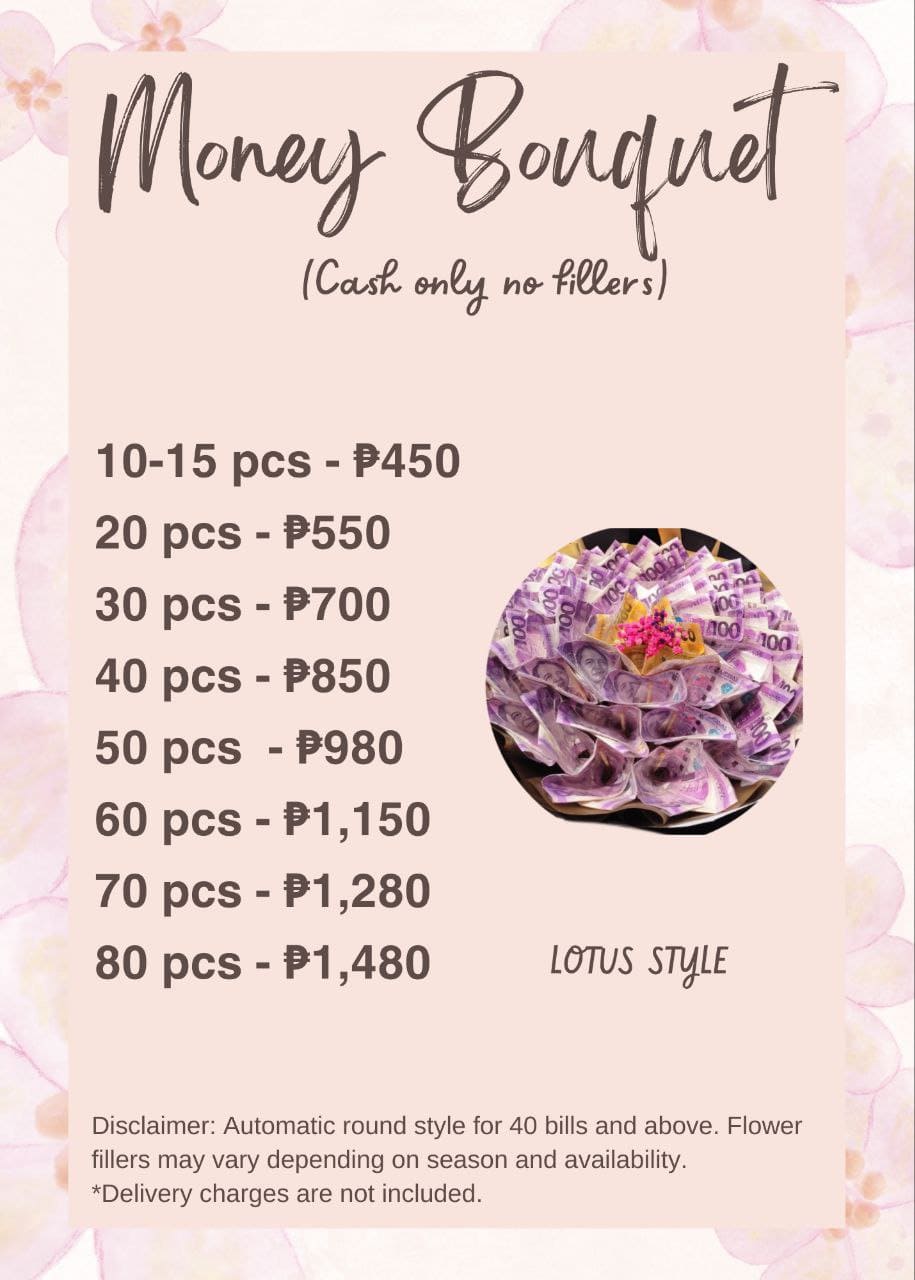 Money Bouquet
(Cash only no fillers)
10-15 pcs - ₱450
20 pcs - ₱550
30 pcs - ₱700
40 pcs - ₱850
50 pcs  - ₱980
60 pcs - ₱1,150
70 pcs - ₱1,280
80 pcs - ₱1,480
LOTUS STYLE
Disclaimer: Automatic round style for 40 bills and above. Flower
fillers may vary depending on season and availability.
*Delivery charges are not included.